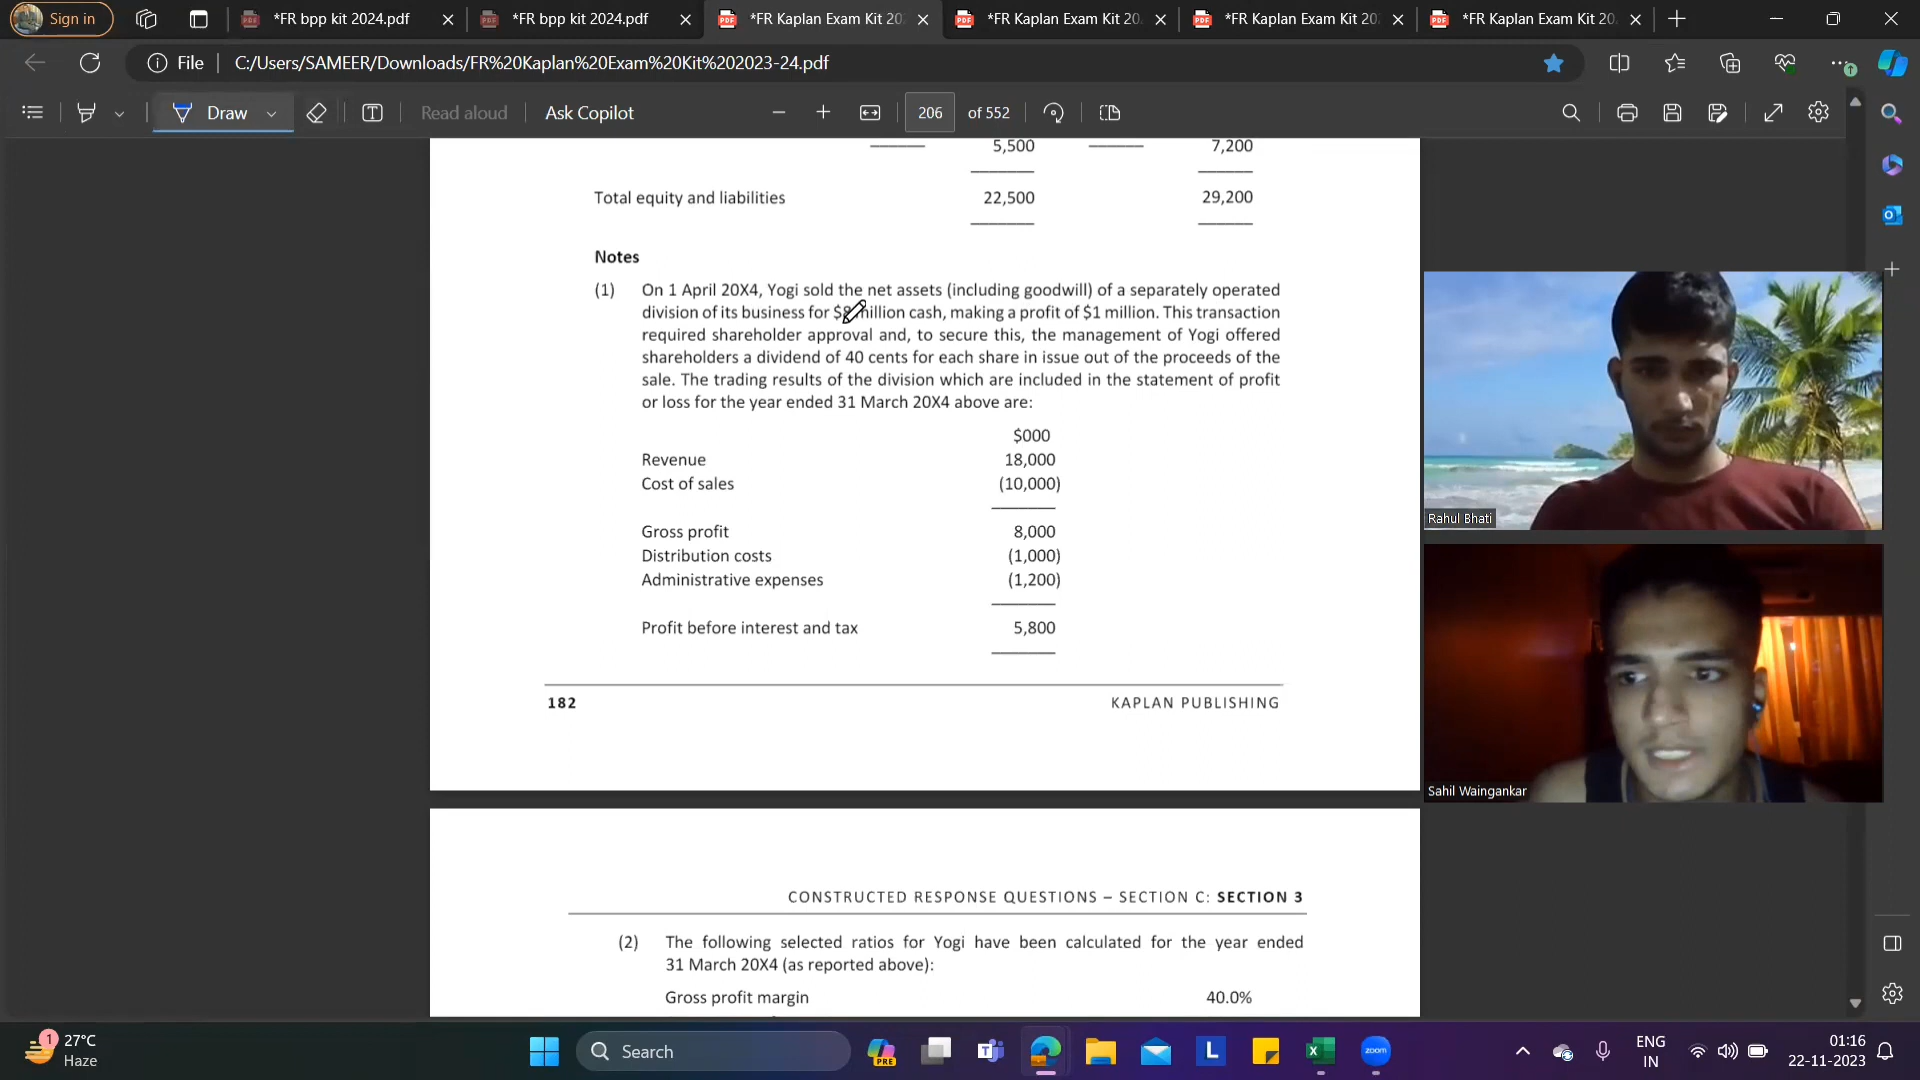 Sign in
*FR bpp kit 2024.pdf
*FR bpp kit 2024.pdf
*FR Kaplan Exam Kit 20
*FR Kaplan Exam Kit 20
*FR Kaplan Exam Kit 20
*FR Kaplan Exam Kit 20
File
C:/Users/SAMEER/Downloads/FR%20Kaplan%20Exam%20Kit%202023-24.pdf
Draw
Read aloud
Ask Copilot
206 of 552
5,500 7,200
Total equity and liabilities 22,500 29,200
Notes
(1) On 1 April 20X4, Yogi sold the net assets (including goodwill) of a separately operated
division of its business for $8 million cash, making a profit of $1 million. This transaction
required shareholder approval and, to secure this, the management of Yogi offered
shareholders a dividend of 40 cents for each share in issue out of the proceeds of the
sale. The trading results of the division which are included in the statement of profit
or loss for the year ended 31 March 20X4 above are:
$000
Revenue 18,000
Cost of sales (10,000)
Gross profit 8,000
Distribution costs (1,000)
Administrative expenses (1,200)
Profit before interest and tax 5,800
182 KAPLAN PUBLISHING
CONSTRUCTED RESPONSE QUESTIONS – SECTION C: SECTION 3
(2) The following selected ratios for Yogi have been calculated for the year ended
31 March 20X4 (as reported above):
Gross profit margin 40.0%
Rahul Bhati
Sahil Waingankar
1
27°C
Haze
Search
PRE
L
zoom
ENG
IN
01:16
22-11-2023